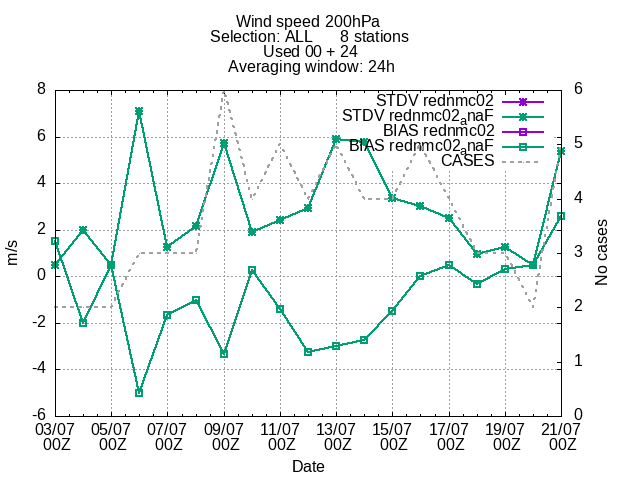 Wind speed 200hPa
Selection: ALL 8 stations
Used 00 + 24
Averaging window: 24h
STDV rednmc02
STDV rednmc02_anaF
BIAS rednmc02
BIAS rednmc02_anaF
CASES
8
6
4
2
0
-2
-4
-6
m/s
6
5
4
3
2
1
0
No cases
03/07 05/07 07/07 09/07 11/07 13/07 15/07 17/07 19/07 21/07
00Z 00Z 00Z 00Z 00Z 00Z 00Z 00Z 00Z 00Z
Date